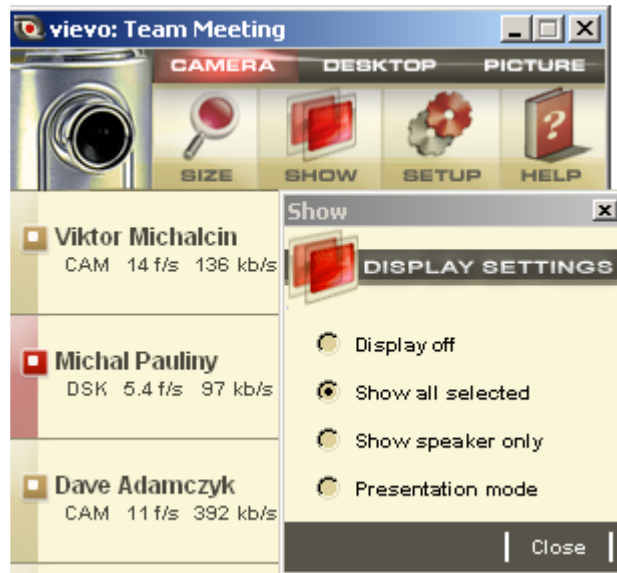 vievo: Team Meeting
CAMERA DESKTOP PICTURE
SIZE SHOW SETUP HELP
Viktor Michalcin
CAM 14 f/s 136 kb/s
Michal Pauliny
DSK 5.4 f/s 97 kb/s
Dave Adamczyk
CAM 11 f/s 392 kb/s
Show
DISPLAY SETTINGS
Display off
Show all selected
Show speaker only
Presentation mode
Close